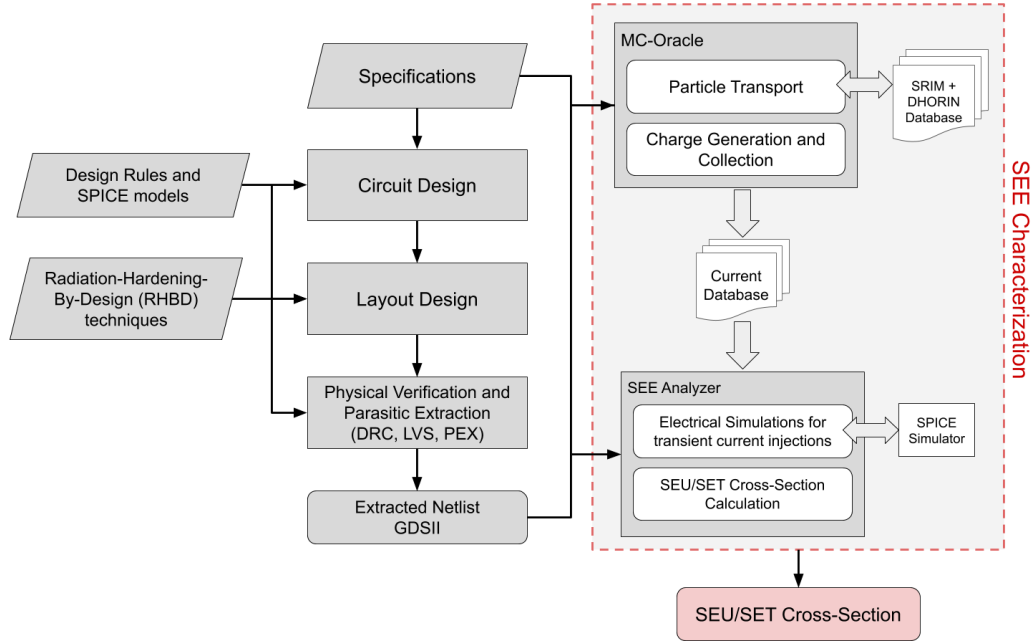 Specifications
Design Rules and
SPICE models
Circuit Design
Radiation-Hardening-
By-Design (RHBD)
techniques
Layout Design
Physical Verification and
Parasitic Extraction
(DRC, LVS, PEX)
Extracted Netlist
GDSII
MC-Oracle
Particle Transport
SRIM +
DHORIN
Database
Charge Generation and
Collection
Current
Database
SEE Analyzer
Electrical Simulations for
transient current injections
SPICE
Simulator
SEU/SET Cross-Section
Calculation
SEE Characterization
SEU/SET Cross-Section